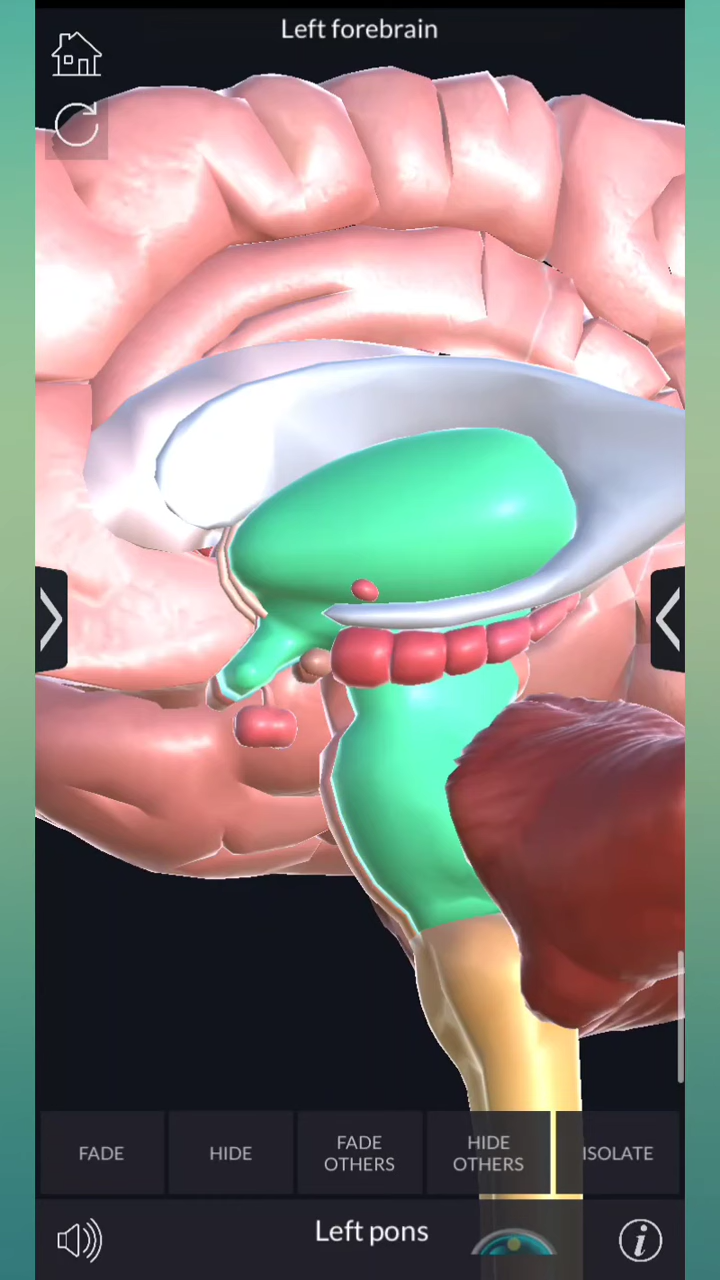 Left forebrain
FADE
HIDE
FADE
OTHERS
HIDE
OTHERS
ISOLATE
Left pons
i